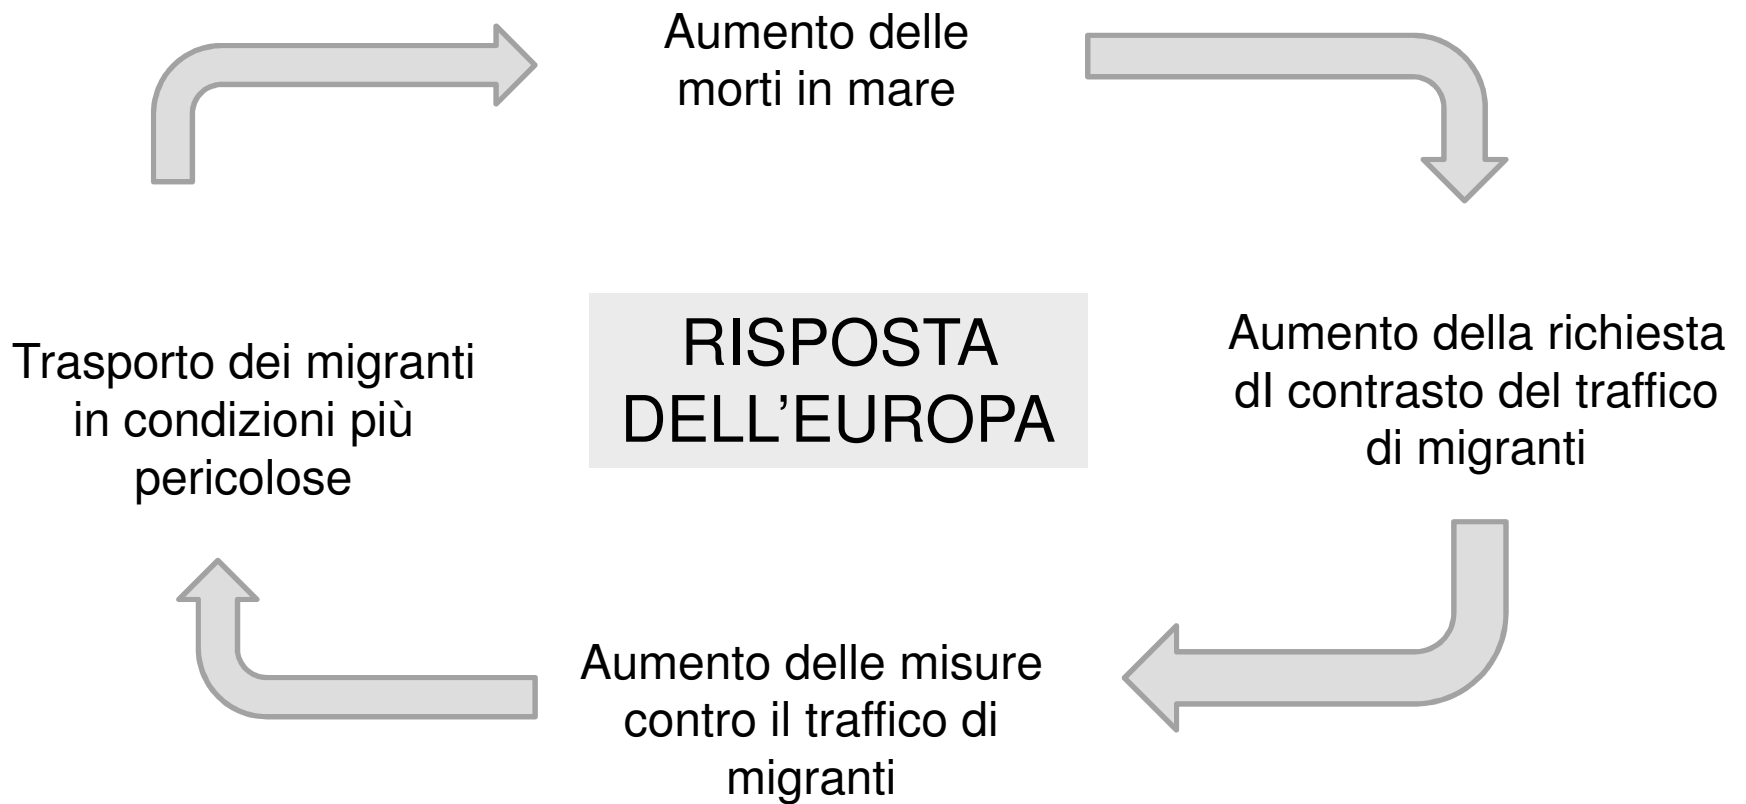 Aumento delle
morti in mare
RISPOSTA
DELL’EUROPA
Aumento della richiesta
dI contrasto del traffico
di migranti
Trasporto dei migranti
in condizioni più
pericolose
Aumento delle misure
contro il traffico di
migranti